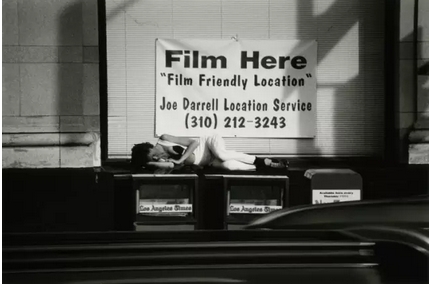 Film Here
"Film Friendly Location"
Joe Darrell Location Service
(310) 212-3243
Los Angeles Times
Los Angeles Times